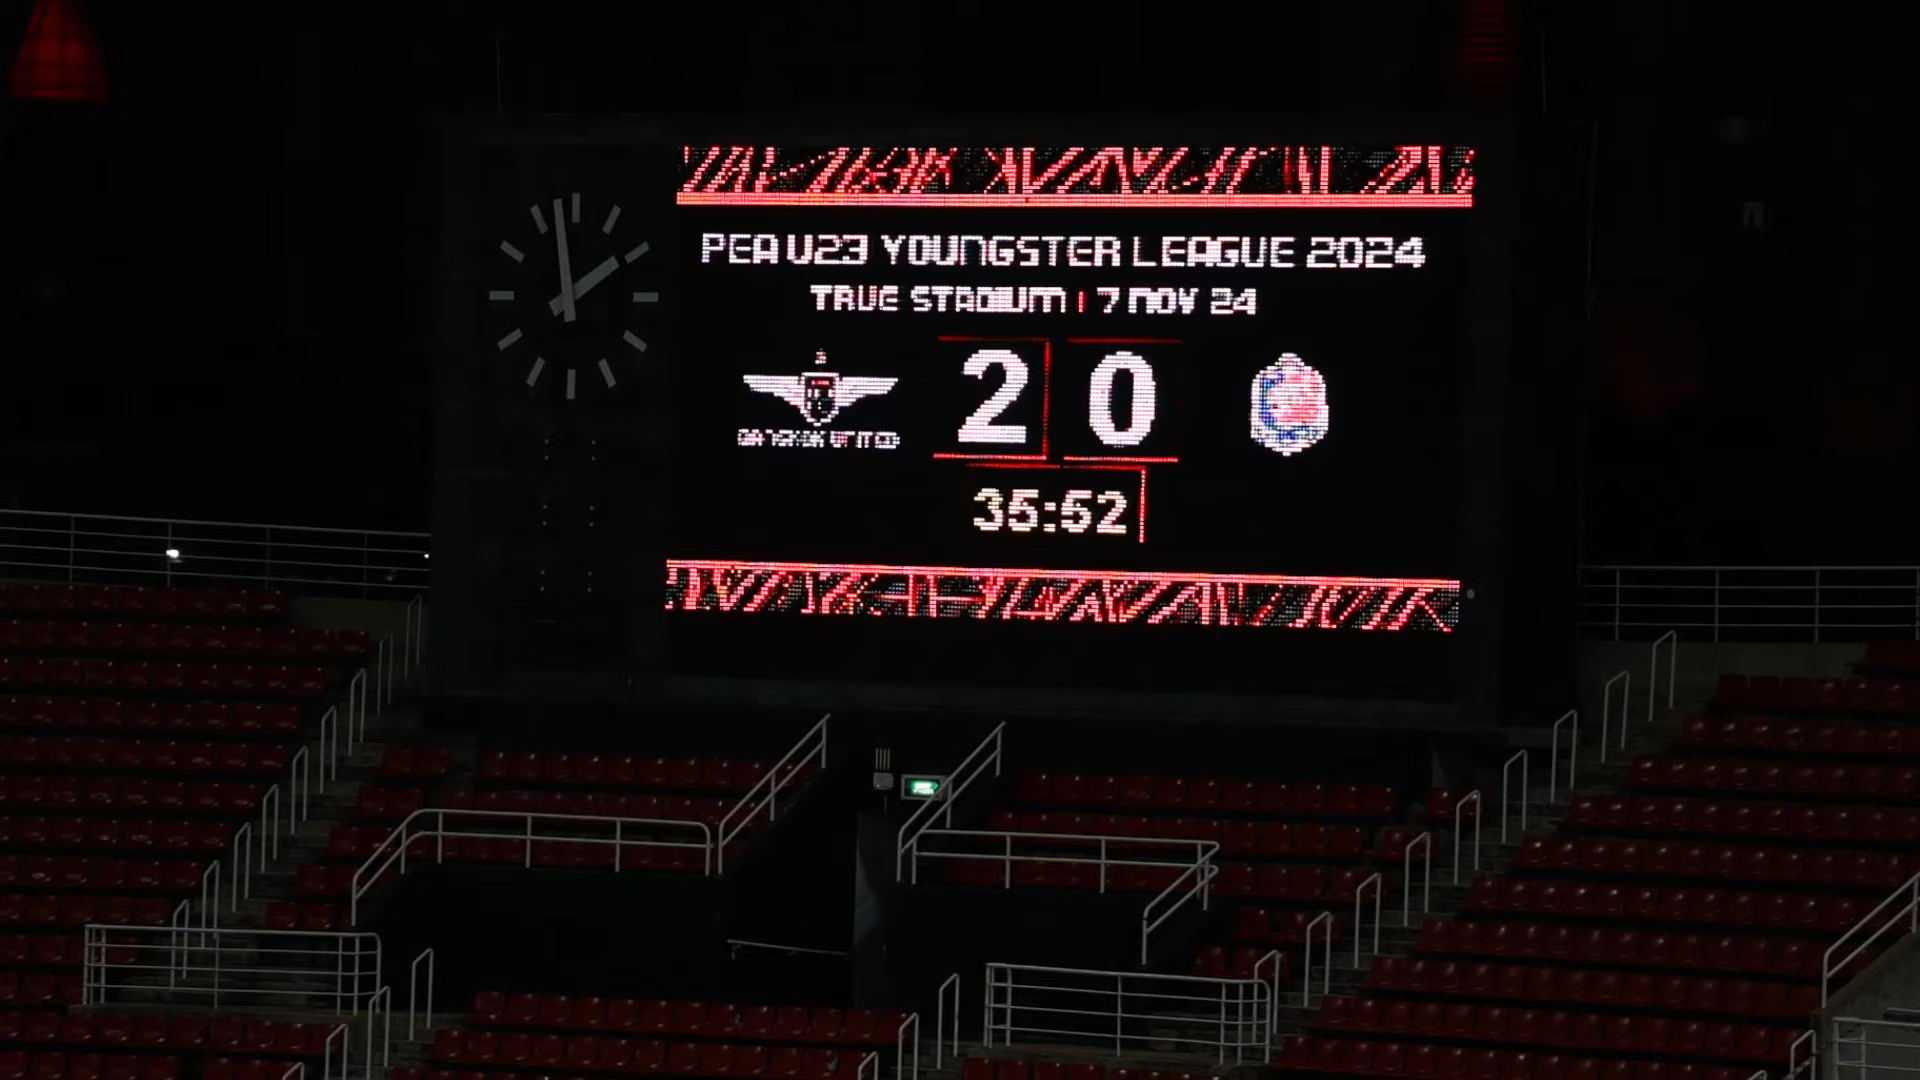 PEA U23 YOUNGSTER LEAGUE 2024
TRUE STADIUM | 7 NOV 24
BANGKOK UNITED
2 0
35:52